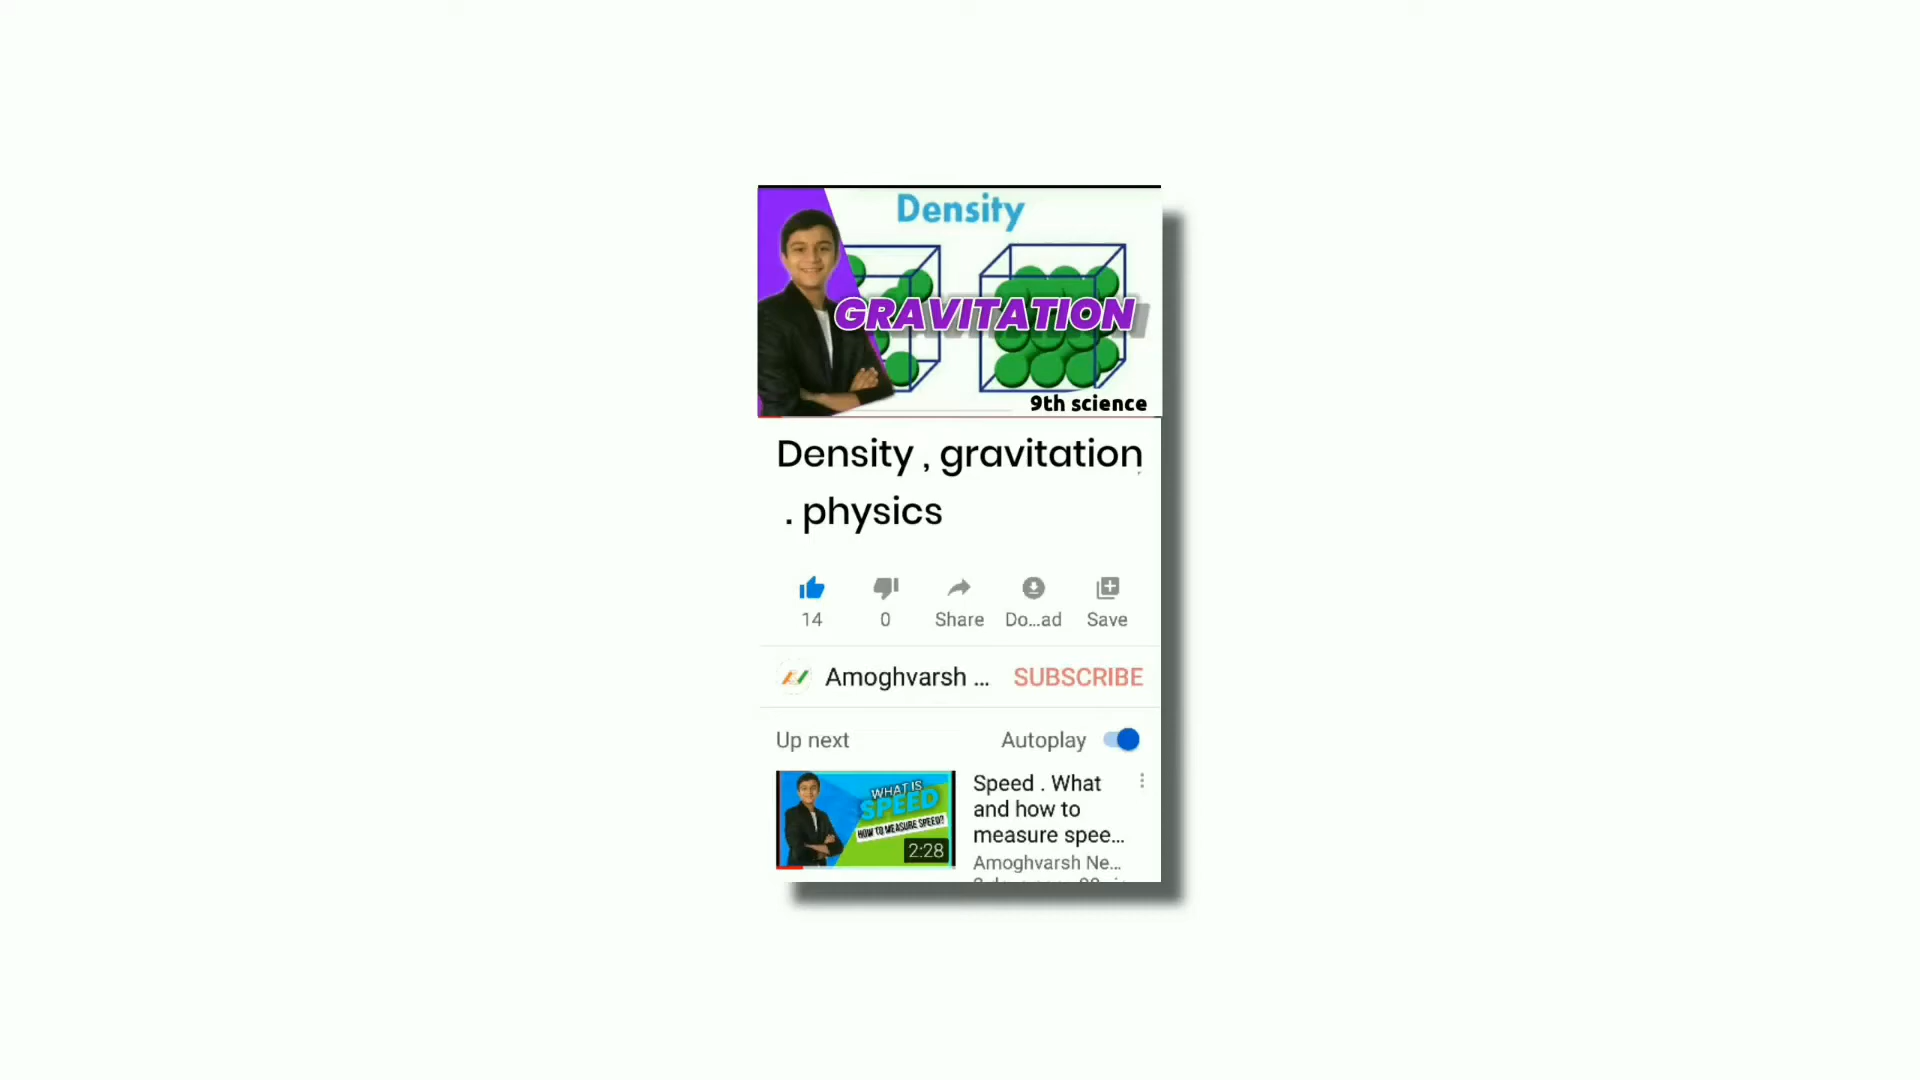 Density
GRAVITATION
9th science
Density , gravitation
. physics
14
0
Share
Do...ad
Save
Amoghvarsh ...
SUBSCRIBE
Up next
Autoplay
WHAT IS
SPEED
HOW TO MEASURE SPEED?
2:28
Speed . What
and how to
measure spee...
Amoghvarsh Ne...